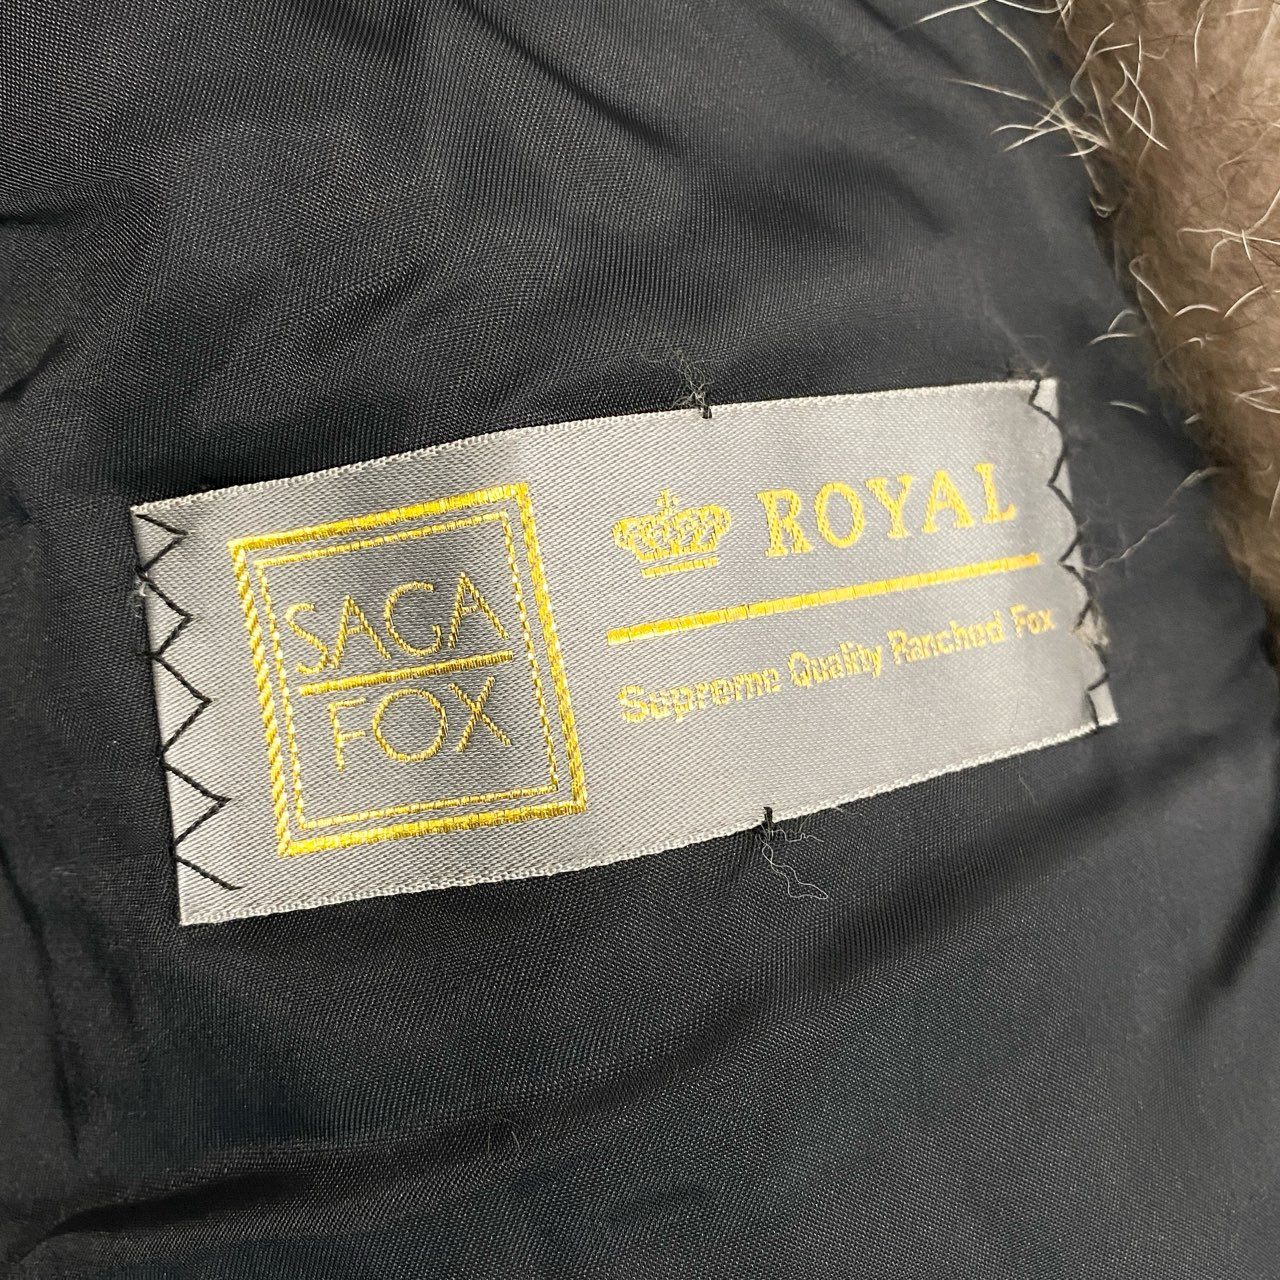 SAGA
FOX
ROYAL
Supreme Quality Ranched Fox